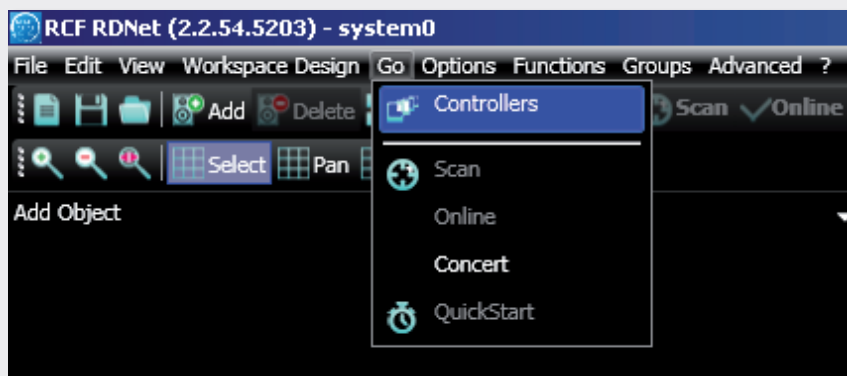 RCF RDNet (2.2.54.5203) - system0
File Edit View Workspace Design Go Options Functions Groups Advanced ?
Add Delete Scan Online
Select Pan
Add Object
Controllers
Scan
Online
Concert
QuickStart